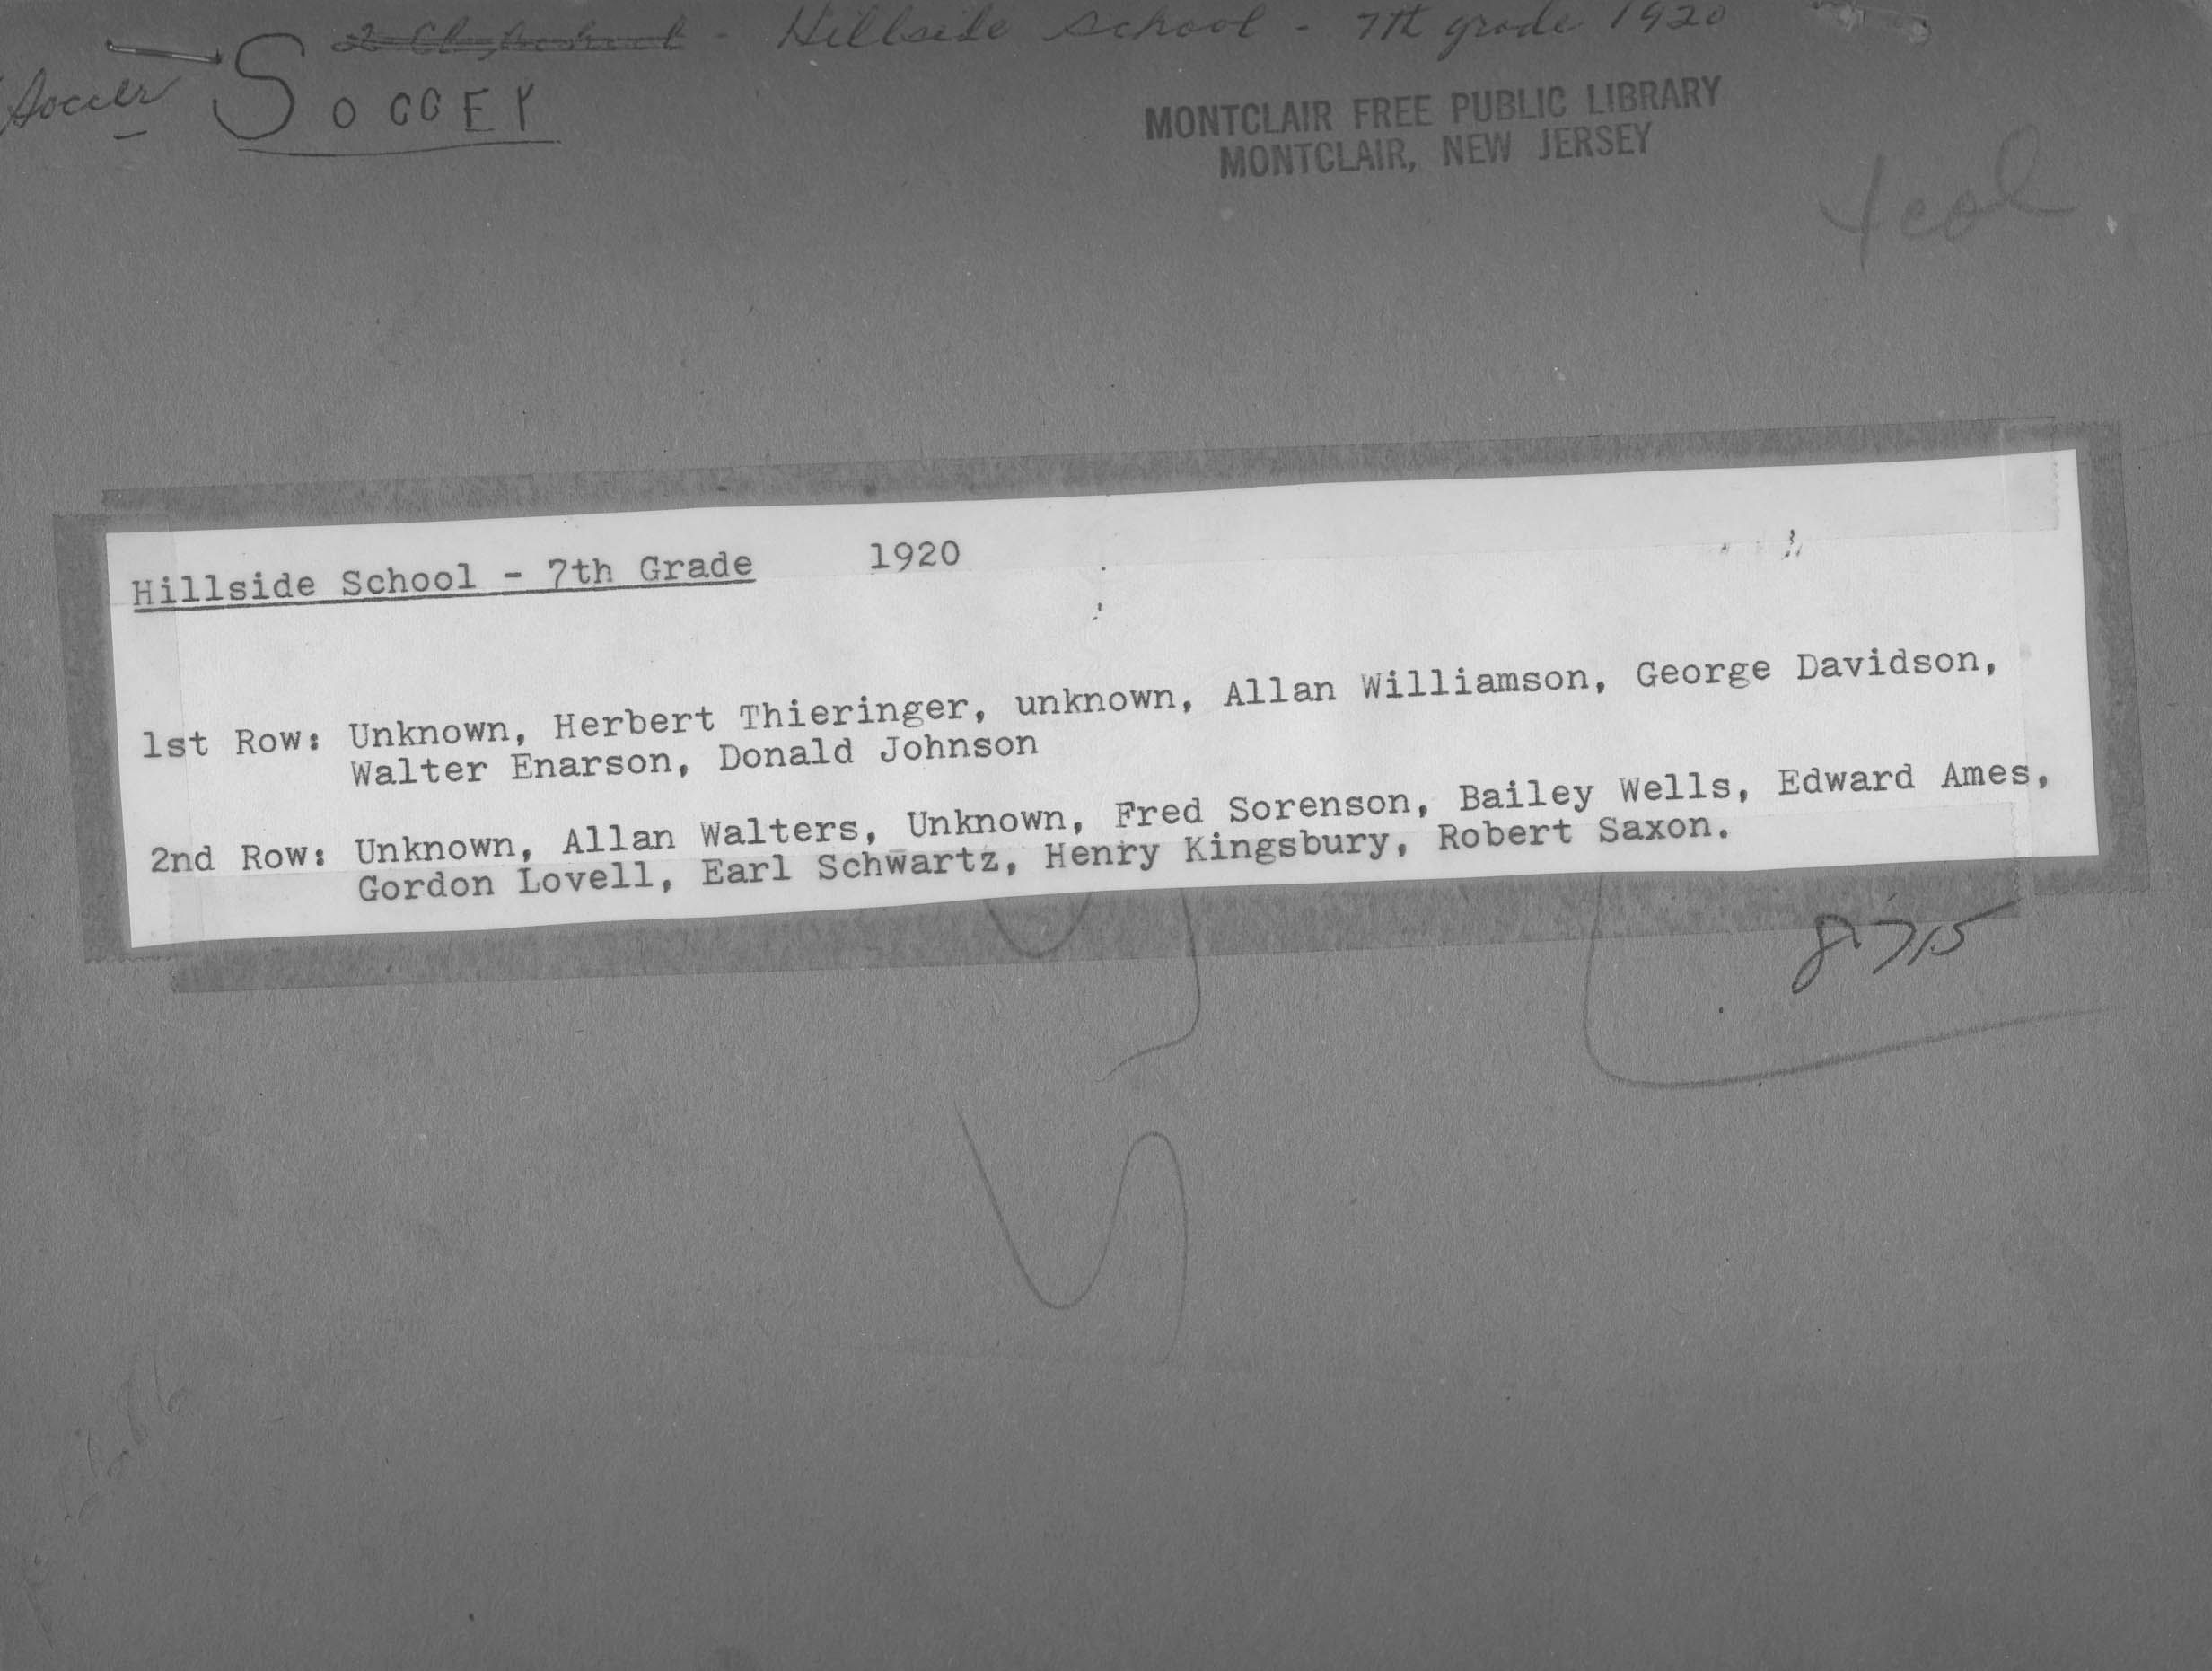 Hillside School - 7th grade 1920
Soccer
SOCCEY
MONTCLAIR FREE PUBLIC LIBRARY
MONTCLAIR, NEW JERSEY
4 col
Hillside School - 7th Grade 1920
1st Row: Unknown, Herbert Thieringer, unknown, Allan Williamson, George Davidson,
Walter Enarson, Donald Johnson
2nd Row: Unknown, Allan Walters, Unknown, Fred Sorenson, Bailey Wells, Edward Ames,
Gordon Lovell, Earl Schwartz, Henry Kingsbury, Robert Saxon.